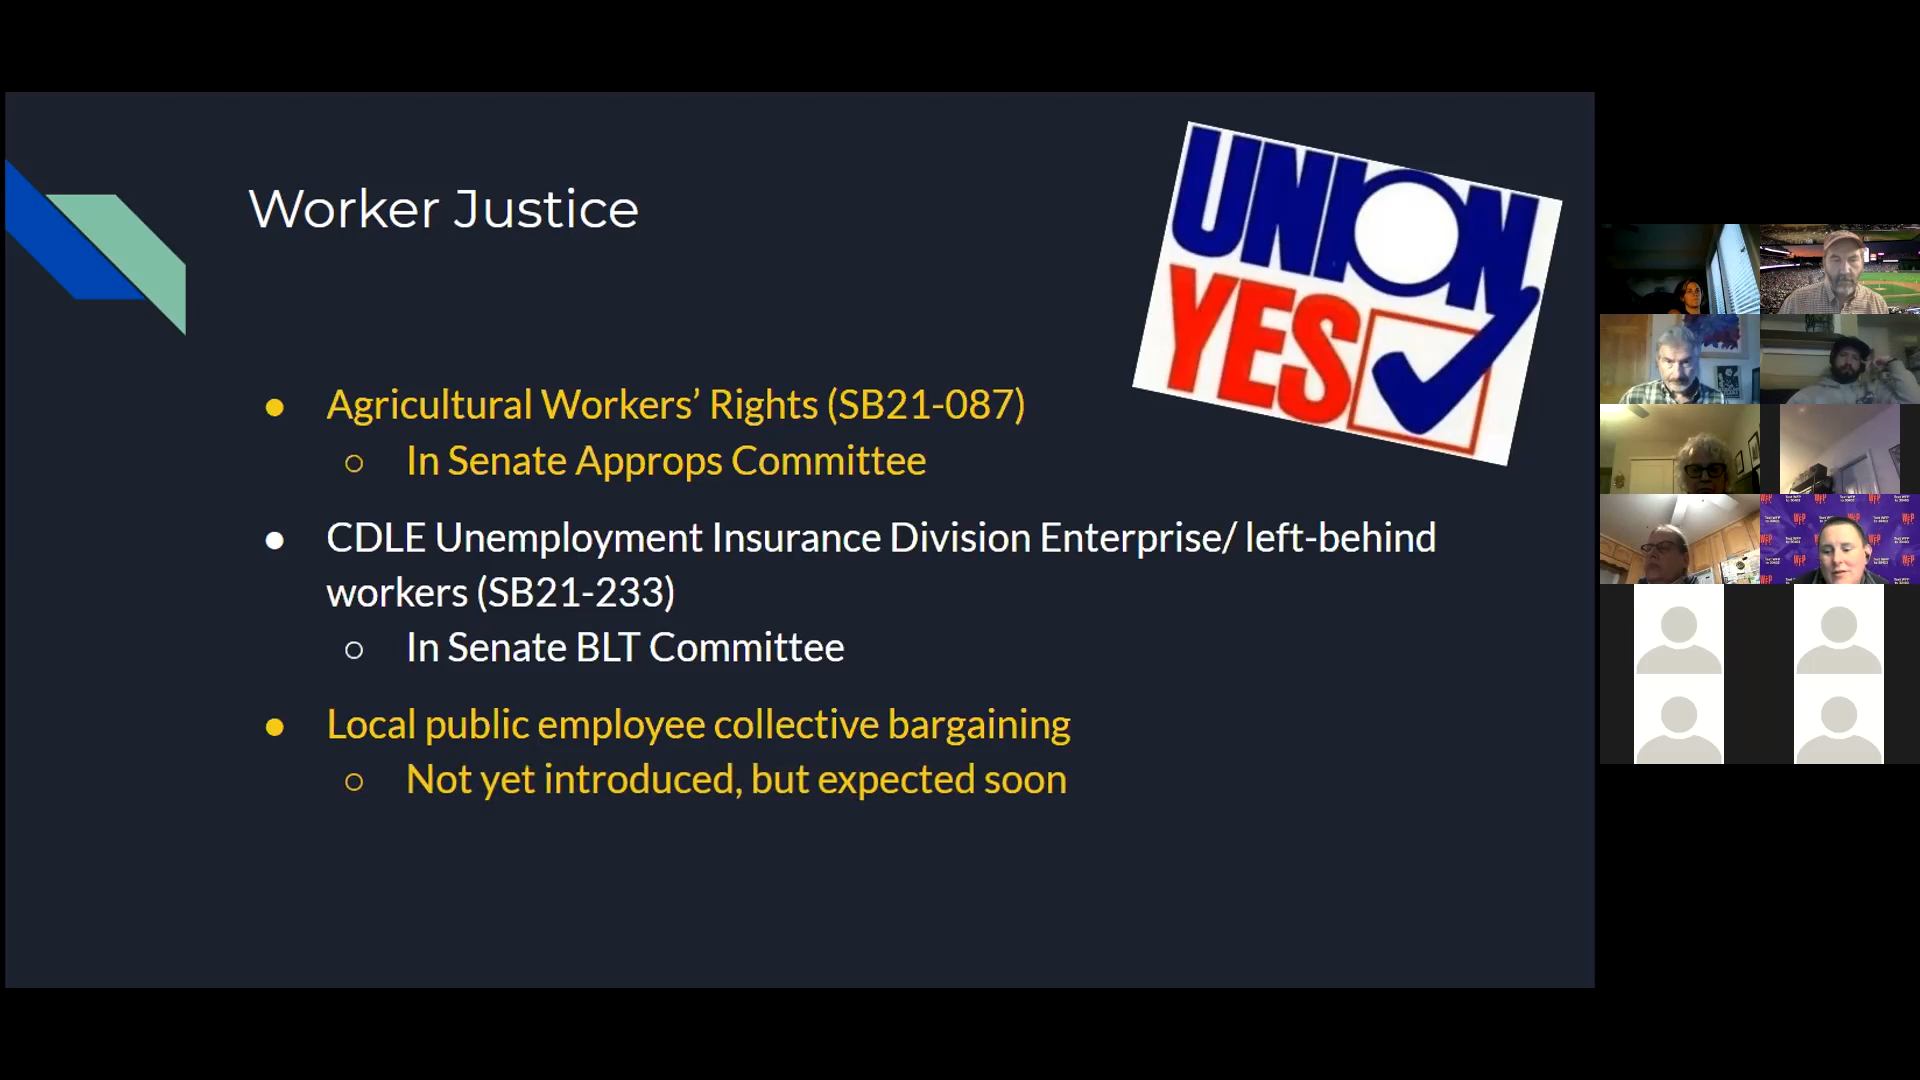 Worker Justice
UNION
YES
● Agricultural Workers’ Rights (SB21-087)
○ In Senate Approps Committee
● CDLE Unemployment Insurance Division Enterprise/ left-behind
workers (SB21-233)
○ In Senate BLT Committee
● Local public employee collective bargaining
○ Not yet introduced, but expected soon